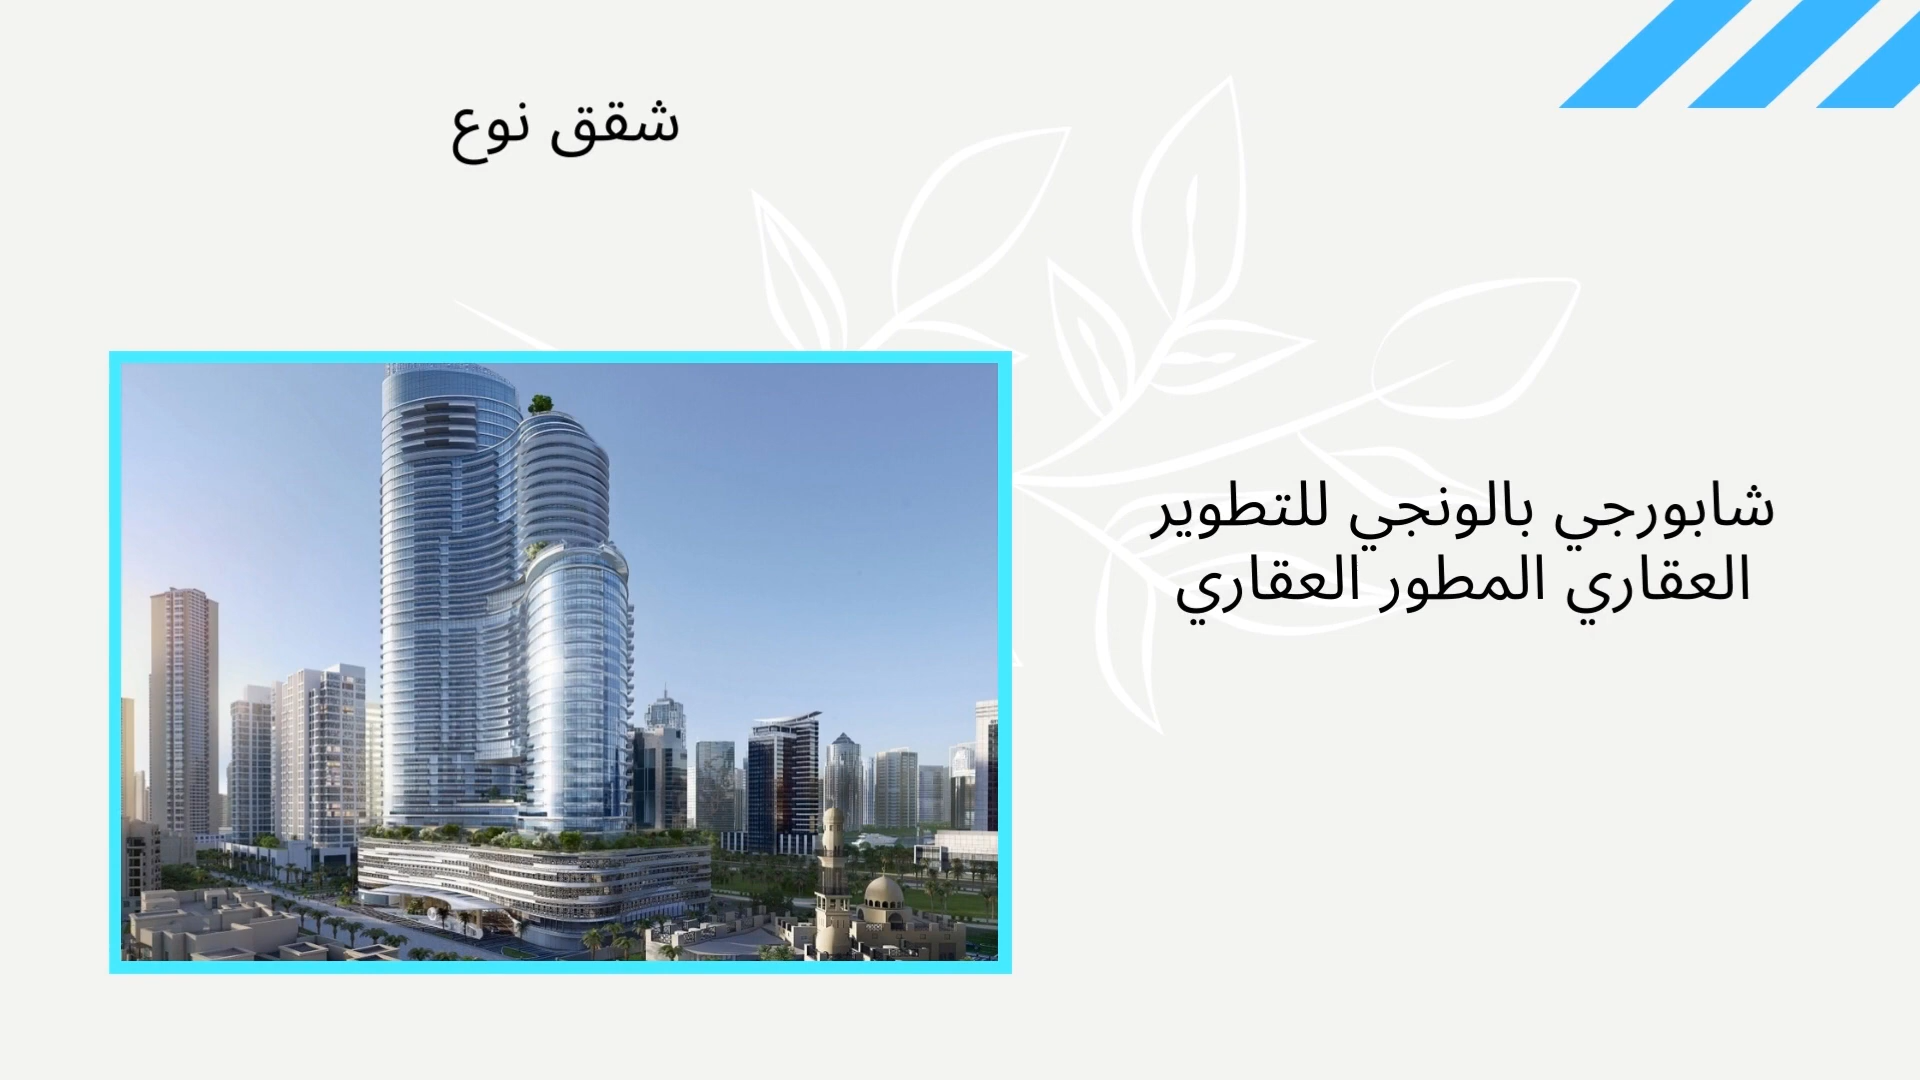 شقق نوع
شابورجي بالونجي للتطوير
العقاري المطور العقاري